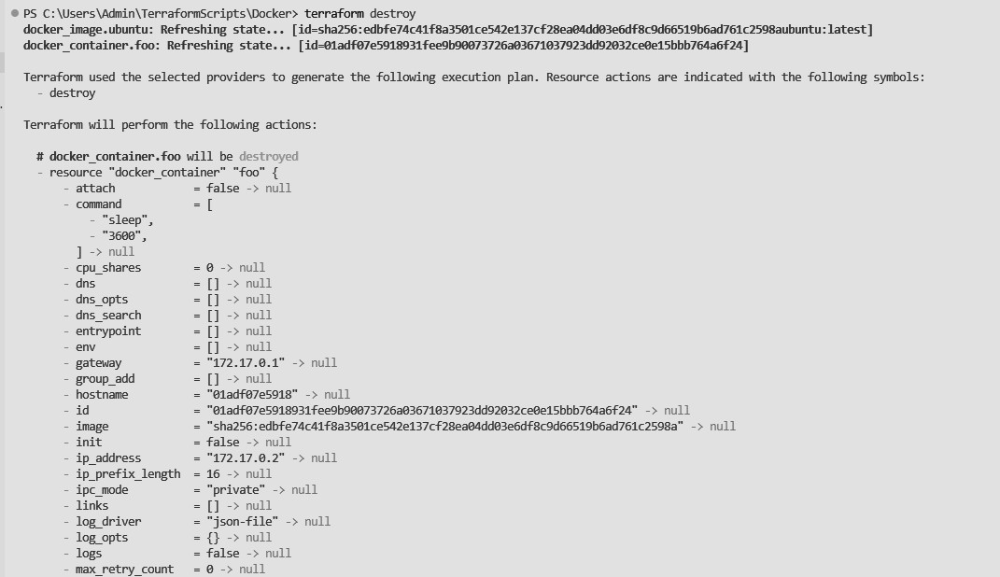 PS C:\Users\Admin\TerraformScripts\Docker> terraform destroy
docker_image.ubuntu: Refreshing state... [id=sha256:edbfe74c41f8a3501ce542e137cf28ea04dd03e6df8c9d66519b6ad761c2598aubuntu:latest]
docker_container.foo: Refreshing state... [id=01adf07e5918931fee9b90073726a03671037923dd92032ce0e15bbb764a6f24]
Terraform used the selected providers to generate the following execution plan. Resource actions are indicated with the following symbols:
  - destroy
Terraform will perform the following actions:
  # docker_container.foo will be destroyed
  - resource "docker_container" "foo" {
      - attach            = false -> null
      - command           = [
          - "sleep",
          - "3600",
        ] -> null
      - cpu_shares        = 0 -> null
      - dns               = [] -> null
      - dns_opts          = [] -> null
      - dns_search        = [] -> null
      - entrypoint        = [] -> null
      - env               = [] -> null
      - gateway           = "172.17.0.1" -> null
      - group_add         = [] -> null
      - hostname          = "01adf07e5918" -> null
      - id                = "01adf07e5918931fee9b90073726a03671037923dd92032ce0e15bbb764a6f24" -> null
      - image             = "sha256:edbfe74c41f8a3501ce542e137cf28ea04dd03e6df8c9d66519b6ad761c2598a" -> null
      - init              = false -> null
      - ip_address        = "172.17.0.2" -> null
      - ip_prefix_length  = 16 -> null
      - ipc_mode          = "private" -> null
      - links             = [] -> null
      - log_driver        = "json-file" -> null
      - log_opts          = {} -> null
      - logs              = false -> null
      - max_retry_count   = 0 -> null